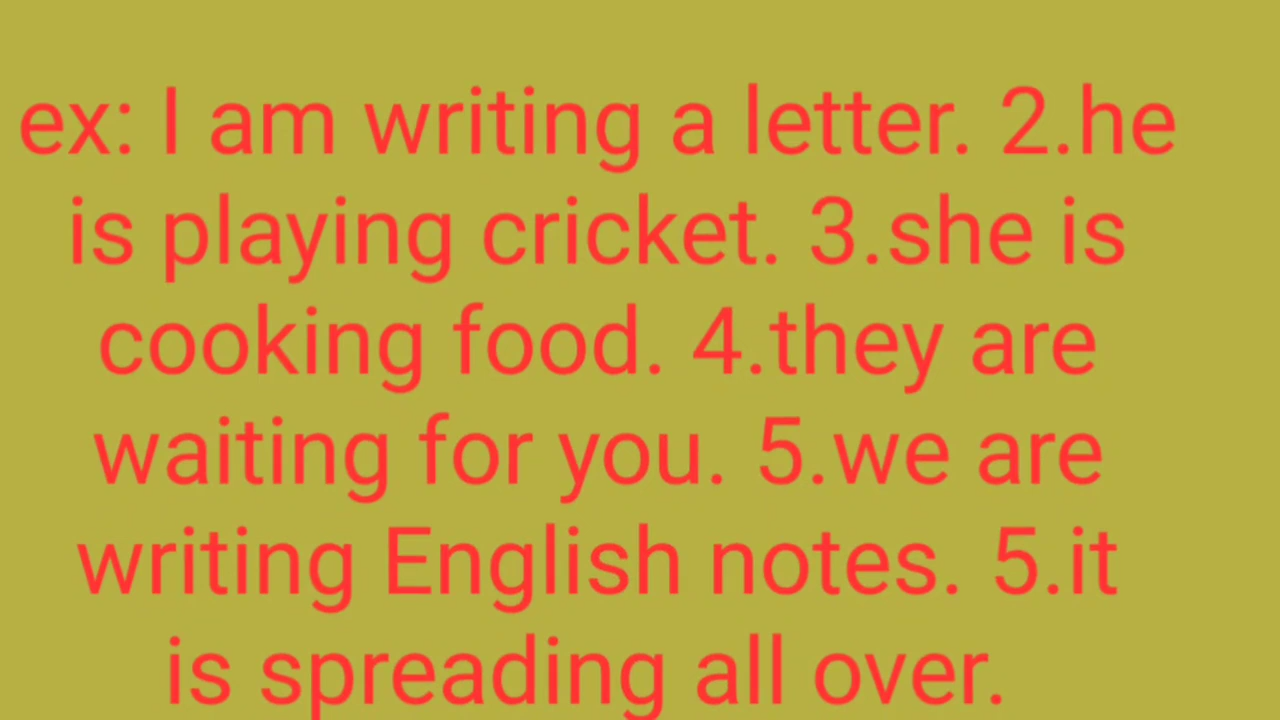 ex: I am writing a letter. 2.he
is playing cricket. 3.she is
cooking food. 4.they are
waiting for you. 5.we are
writing English notes. 5.it
is spreading all over.